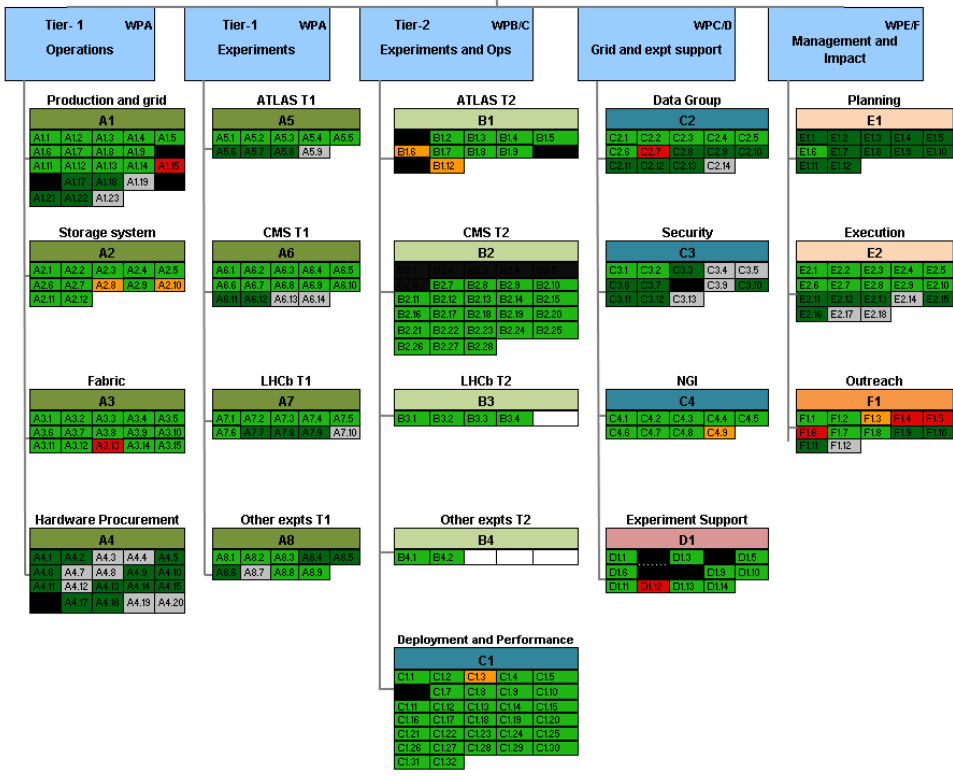 Tier- 1 WPA
Operations
Tier-1 WPA
Experiments
Tier-2 WPB/C
Experiments and Ops
WPC/D
Grid and expt support
WPE/F
Management and
Impact
Production and grid
A1
A1.1 A1.2 A1.3 A1.4 A1.5
A1.6 A1.7 A1.8 A1.9
A1.11 A1.12 A1.13 A1.14 A1.15
A1.17 A1.18 A1.19
A1.21 A1.22 A1.23
Storage system
A2
A2.1 A2.2 A2.3 A2.4 A2.5
A2.6 A2.7 A2.8 A2.9 A2.10
A2.11 A2.12
Fabric
A3
A3.1 A3.2 A3.3 A3.4 A3.5
A3.6 A3.7 A3.8 A3.9 A3.10
A3.11 A3.12 A3.13 A3.14 A3.15
Hardware Procurement
A4
A4.1 A4.2 A4.3 A4.4 A4.5
A4.6 A4.7 A4.8 A4.9 A4.10
A4.11 A4.12 A4.13 A4.14 A4.15
A4.17 A4.18 A4.19 A4.20
ATLAS T1
A5
A5.1 A5.2 A5.3 A5.4 A5.5
A5.6 A5.7 A5.8 A5.9
CMS T1
A6
A6.1 A6.2 A6.3 A6.4 A6.5
A6.6 A6.7 A6.8 A6.9 A6.10
A6.11 A6.12 A6.13 A6.14
LHCb T1
A7
A7.1 A7.2 A7.3 A7.4 A7.5
A7.6 A7.7 A7.8 A7.9 A7.10
Other expts T1
A8
A8.1 A8.2 A8.3 A8.4 A8.5
A8.6 A8.7 A8.8 A8.9
ATLAS T2
B1
B1.2 B1.3 B1.4 B1.5
B1.6 B1.7 B1.8 B1.9
B1.12
CMS T2
B2
B2.1 B2.2 B2.3 B2.4 B2.5
B2.6 B2.7 B2.8 B2.9 B2.10
B2.11 B2.12 B2.13 B2.14 B2.15
B2.16 B2.17 B2.18 B2.19 B2.20
B2.21 B2.22 B2.23 B2.24 B2.25
B2.26 B2.27 B2.28
LHCb T2
B3
B3.1 B3.2 B3.3 B3.4
Other expts T2
B4
B4.1 B4.2
Deployment and Performance
C1
C1.1 C1.2 C1.3 C1.4 C1.5
C1.7 C1.8 C1.9 C1.10
C1.11 C1.12 C1.13 C1.14 C1.15
C1.16 C1.17 C1.18 C1.19 C1.20
C1.21 C1.22 C1.23 C1.24 C1.25
C1.26 C1.27 C1.28 C1.29 C1.30
C1.31 C1.32
Data Group
C2
C2.1 C2.2 C2.3 C2.4 C2.5
C2.6 C2.7 C2.8 C2.9 C2.10
C2.11 C2.12 C2.13 C2.14
Security
C3
C3.1 C3.2 C3.3 C3.4 C3.5
C3.6 C3.7 C3.9 C3.10
C3.11 C3.12 C3.13
NGI
C4
C4.1 C4.2 C4.3 C4.4 C4.5
C4.6 C4.7 C4.8 C4.9
Experiment Support
D1
D1.1 D1.3 D1.5
D1.6 D1.9 D1.10
D1.11 D1.12 D1.13 D1.14
Planning
E1
E1.1 E1.2 E1.3 E1.4 E1.5
E1.6 E1.7 E1.8 E1.9 E1.10
E1.11 E1.12
Execution
E2
E2.1 E2.2 E2.3 E2.4 E2.5
E2.6 E2.7 E2.8 E2.9 E2.10
E2.11 E2.12 E2.13 E2.14 E2.15
E2.16 E2.17 E2.18
Outreach
F1
F1.1 F1.2 F1.3 F1.4 F1.5
F1.6 F1.7 F1.8 F1.9 F1.10
F1.11 F1.12